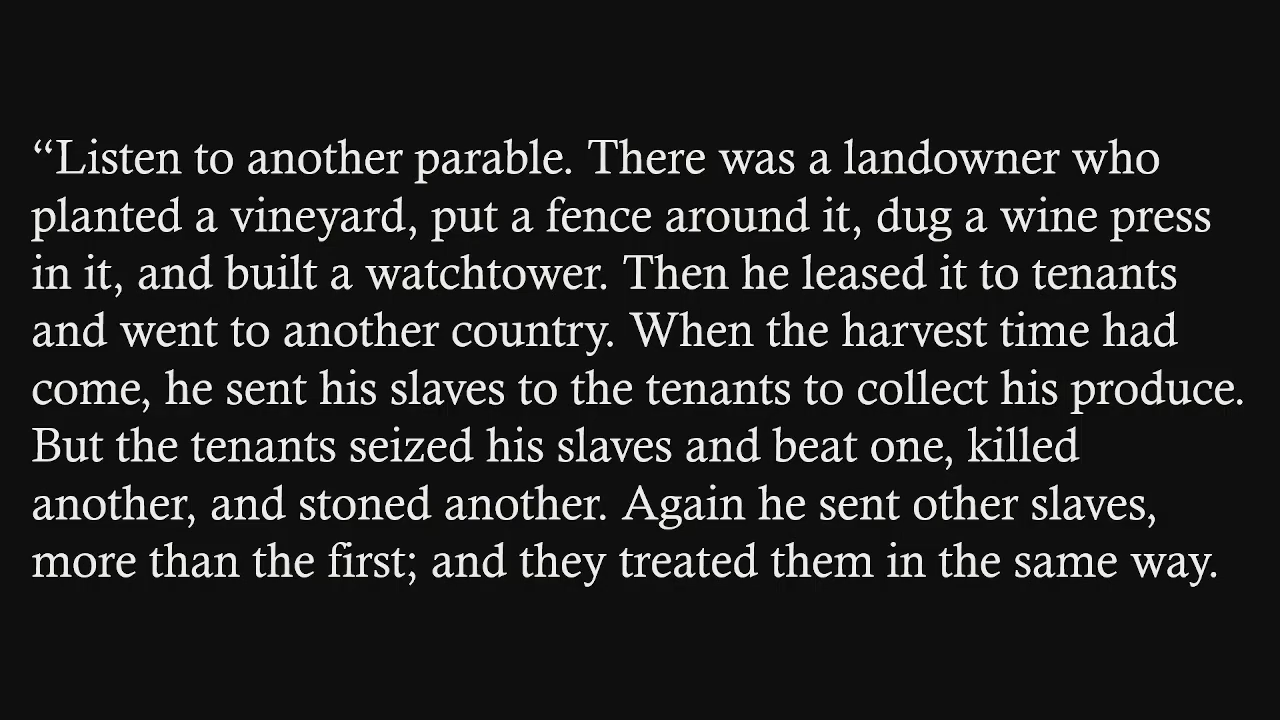 “Listen to another parable. There was a landowner who
planted a vineyard, put a fence around it, dug a wine press
in it, and built a watchtower. Then he leased it to tenants
and went to another country. When the harvest time had
come, he sent his slaves to the tenants to collect his produce.
But the tenants seized his slaves and beat one, killed
another, and stoned another. Again he sent other slaves,
more than the first; and they treated them in the same way.